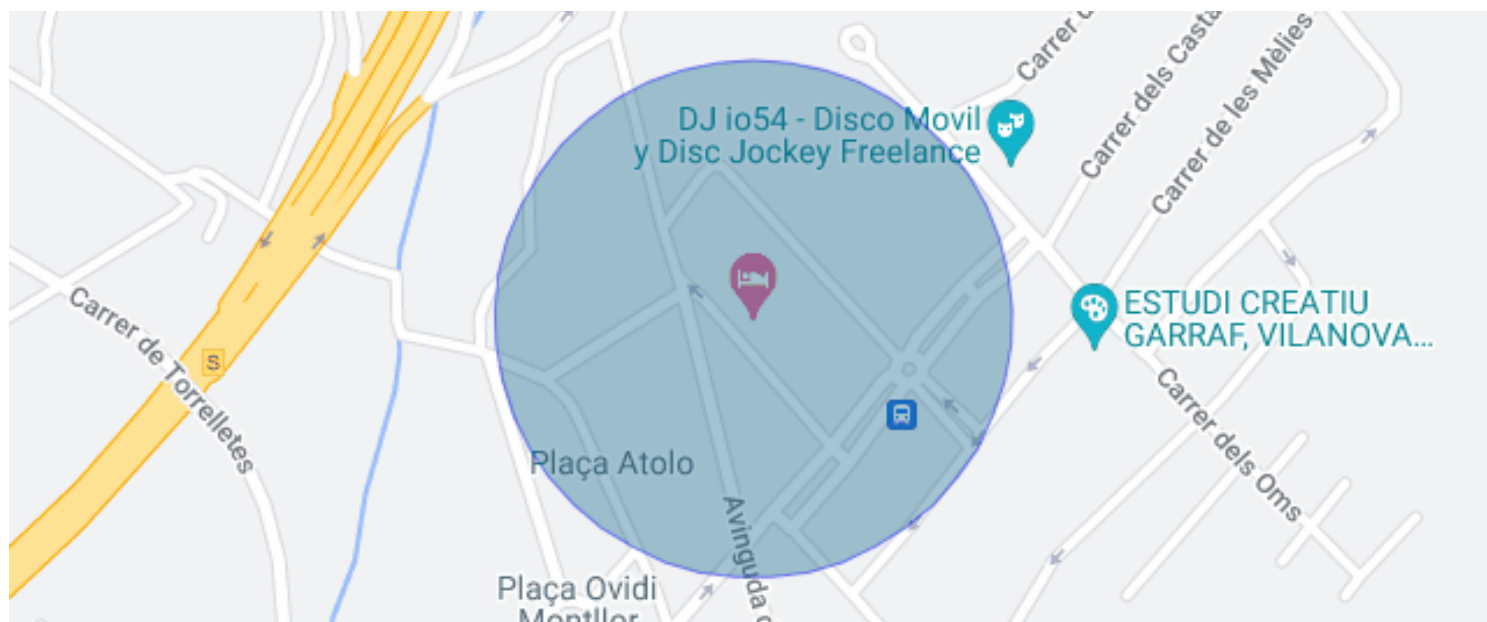 Carrer d
Carrer dels Casta
Carrer de les Mèlies
DJ io54 - Disco Movil
y Disc Jockey Freelance
ESTUDI CREATIU
GARRAF, VILANOVA...
S
Carrer de Torrelletes
Carrer dels Oms
Plaça Atolo
Avinguda
Plaça Ovidi
Montllor